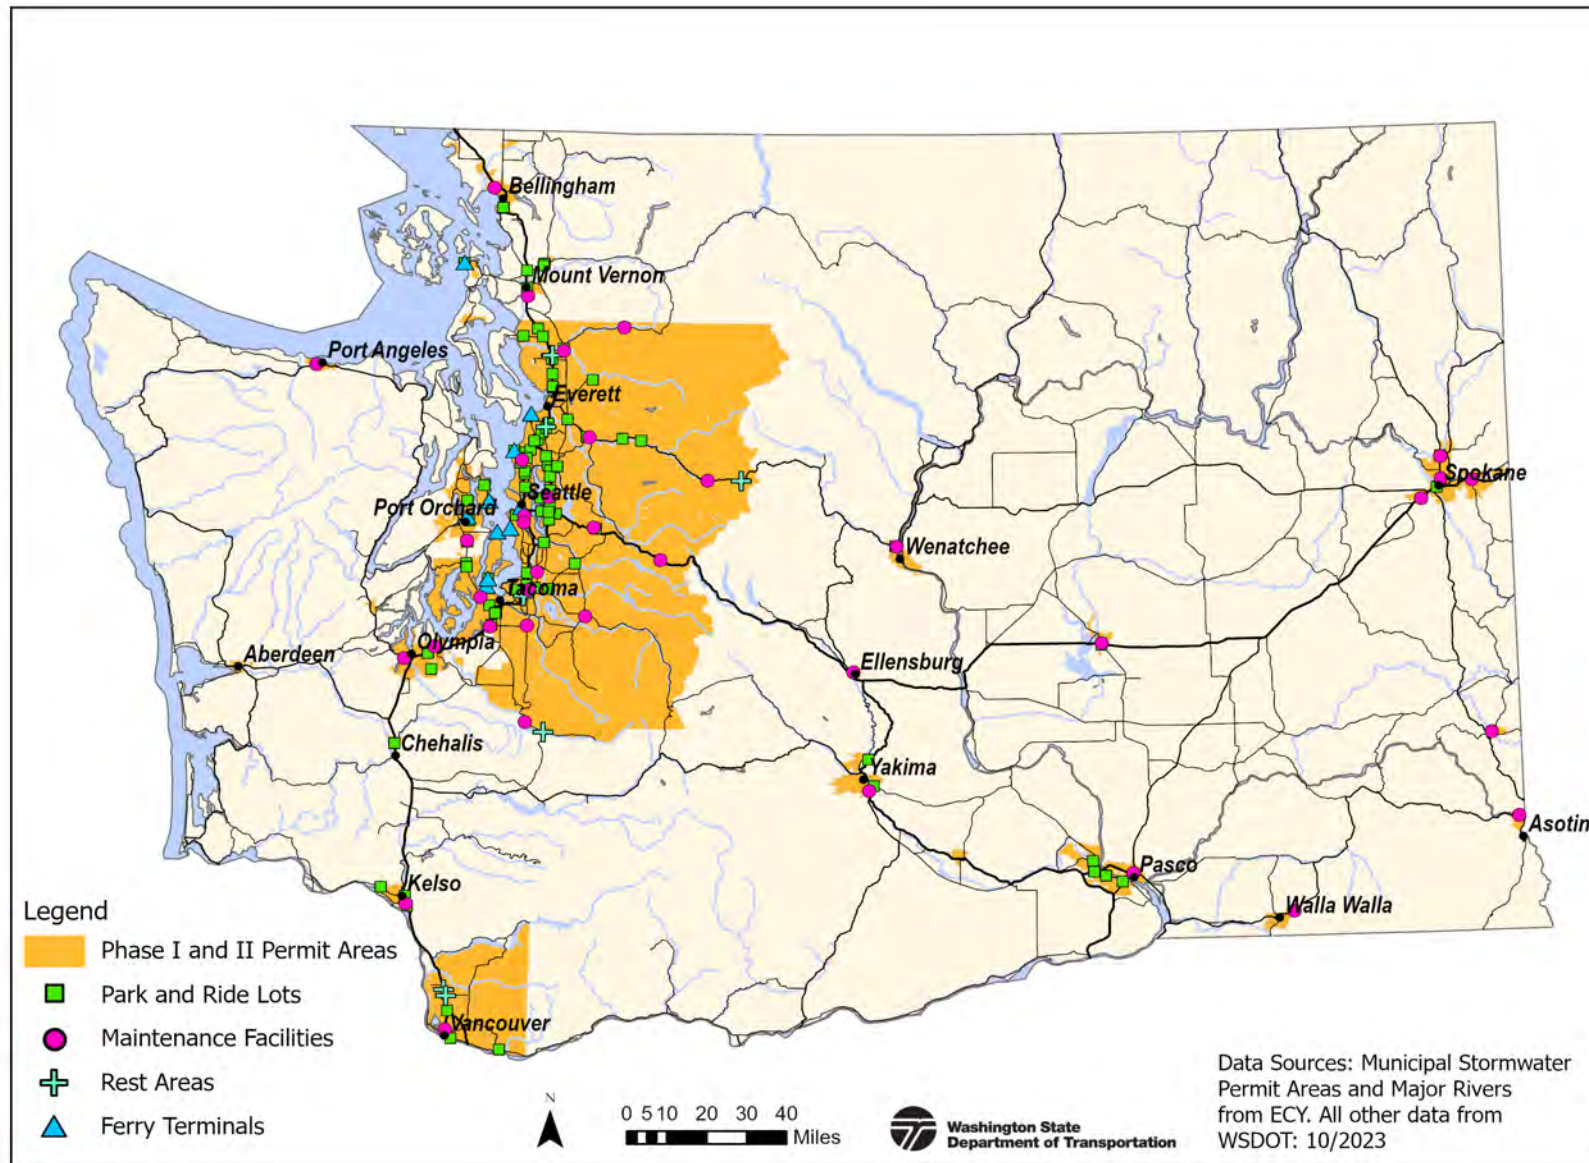 Bellingham
Mount Vernon
Port Angeles
Everett
Seattle
Port Orchard
Spokane
Wenatchee
Tacoma
Olympia
Aberdeen
Ellensburg
Chehalis
Yakima
Asotin
Pasco
Kelso
Walla Walla
Vancouver
Legend
Phase I and II Permit Areas
Park and Ride Lots
Maintenance Facilities
Rest Areas
Ferry Terminals
N
0 5 10 20 30 40
Miles
Washington State
Department of Transportation
Data Sources: Municipal Stormwater
Permit Areas and Major Rivers
from ECY. All other data from
WSDOT: 10/2023